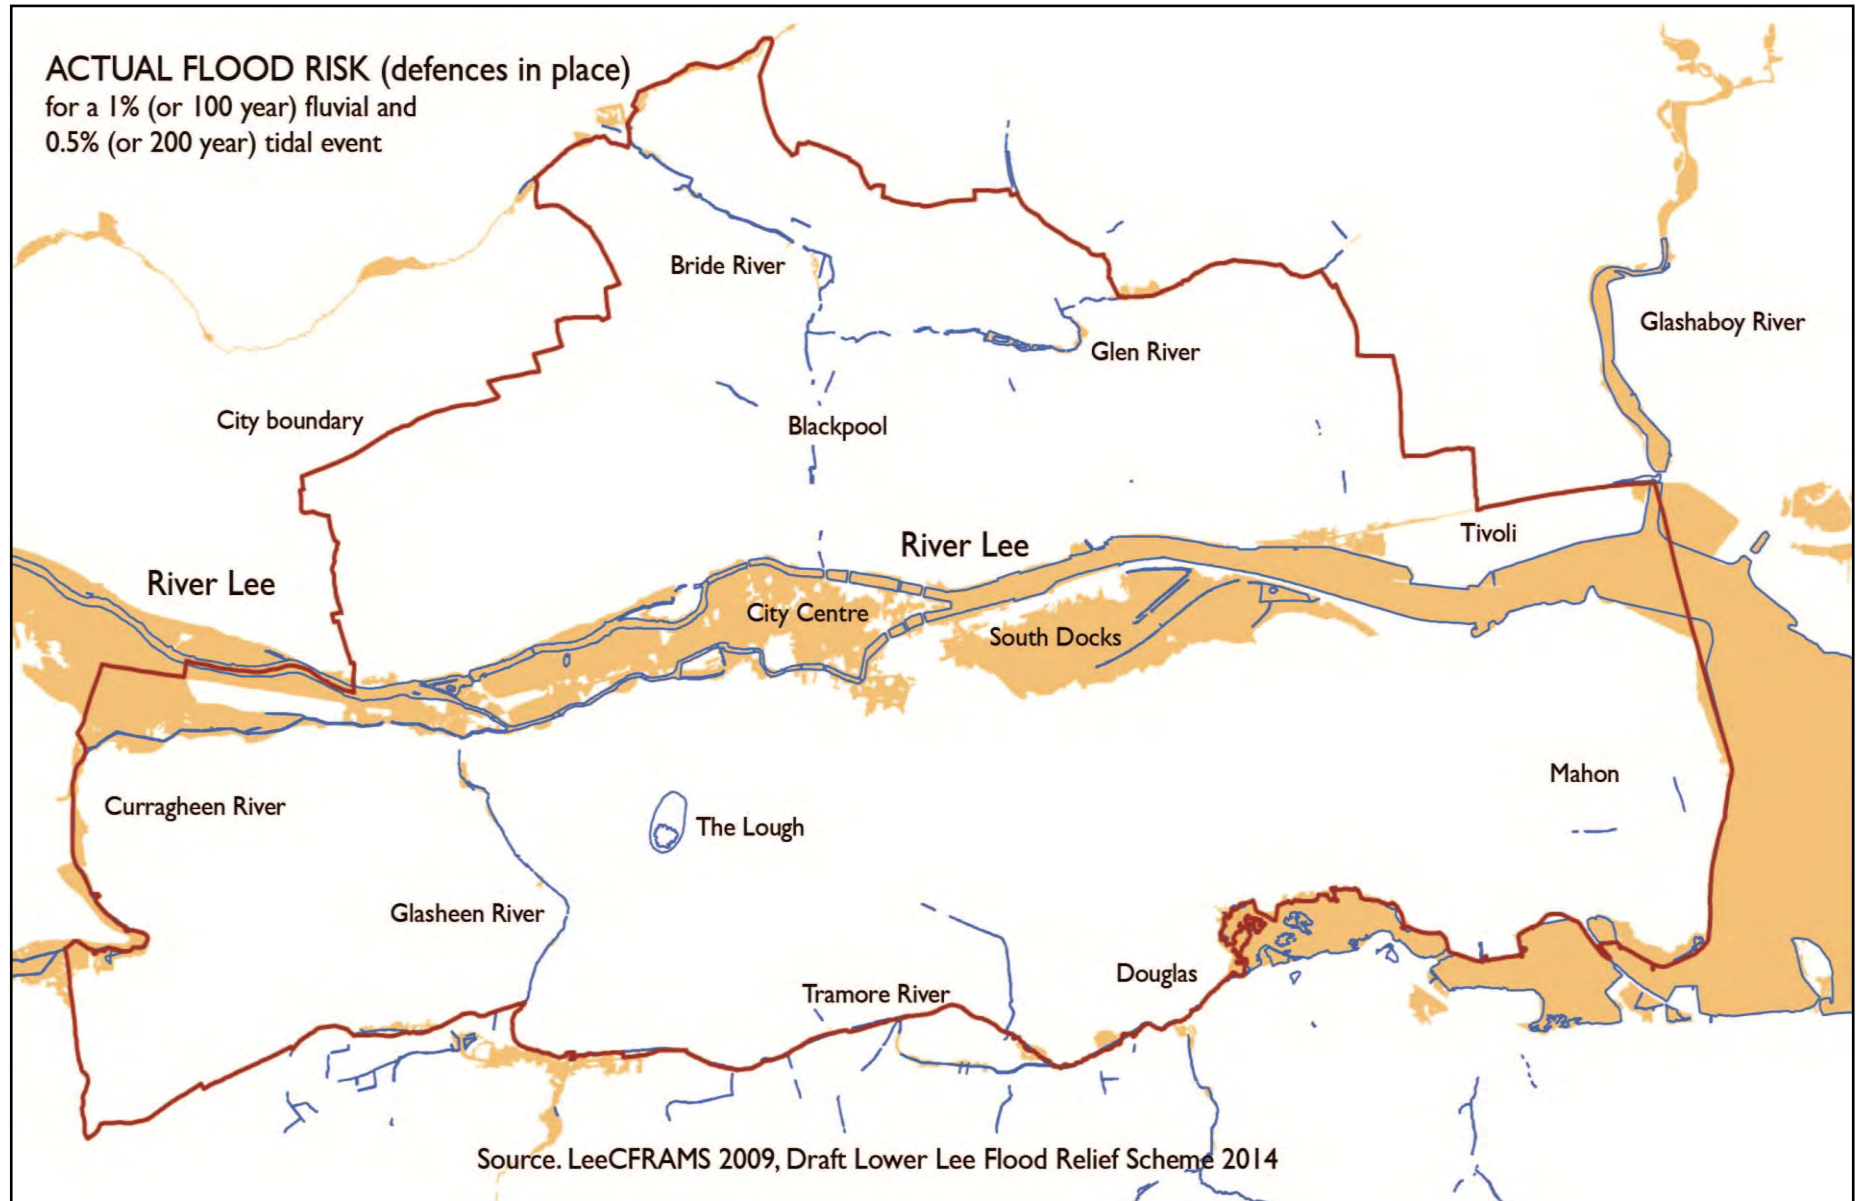 ACTUAL FLOOD RISK (defences in place)
for a 1% (or 100 year) fluvial and
0.5% (or 200 year) tidal event
Bride River
Glashaboy River
Glen River
City boundary
Blackpool
River Lee
Tivoli
River Lee
City Centre
South Docks
Mahon
Curragheen River
The Lough
Glasheen River
Douglas
Tramore River
Source. LeeCFRAMS 2009, Draft Lower Lee Flood Relief Scheme 2014